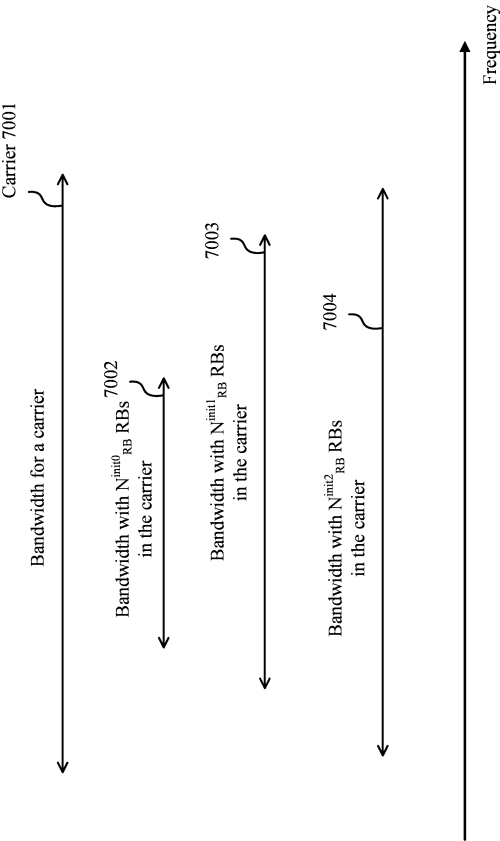 Carrier 7001
Bandwidth for a carrier
7002
Bandwidth with N^init0_RB RBs
in the carrier
7003
Bandwidth with N^init1_RB RBs
in the carrier
7004
Bandwidth with N^init2_RB RBs
in the carrier
Frequency